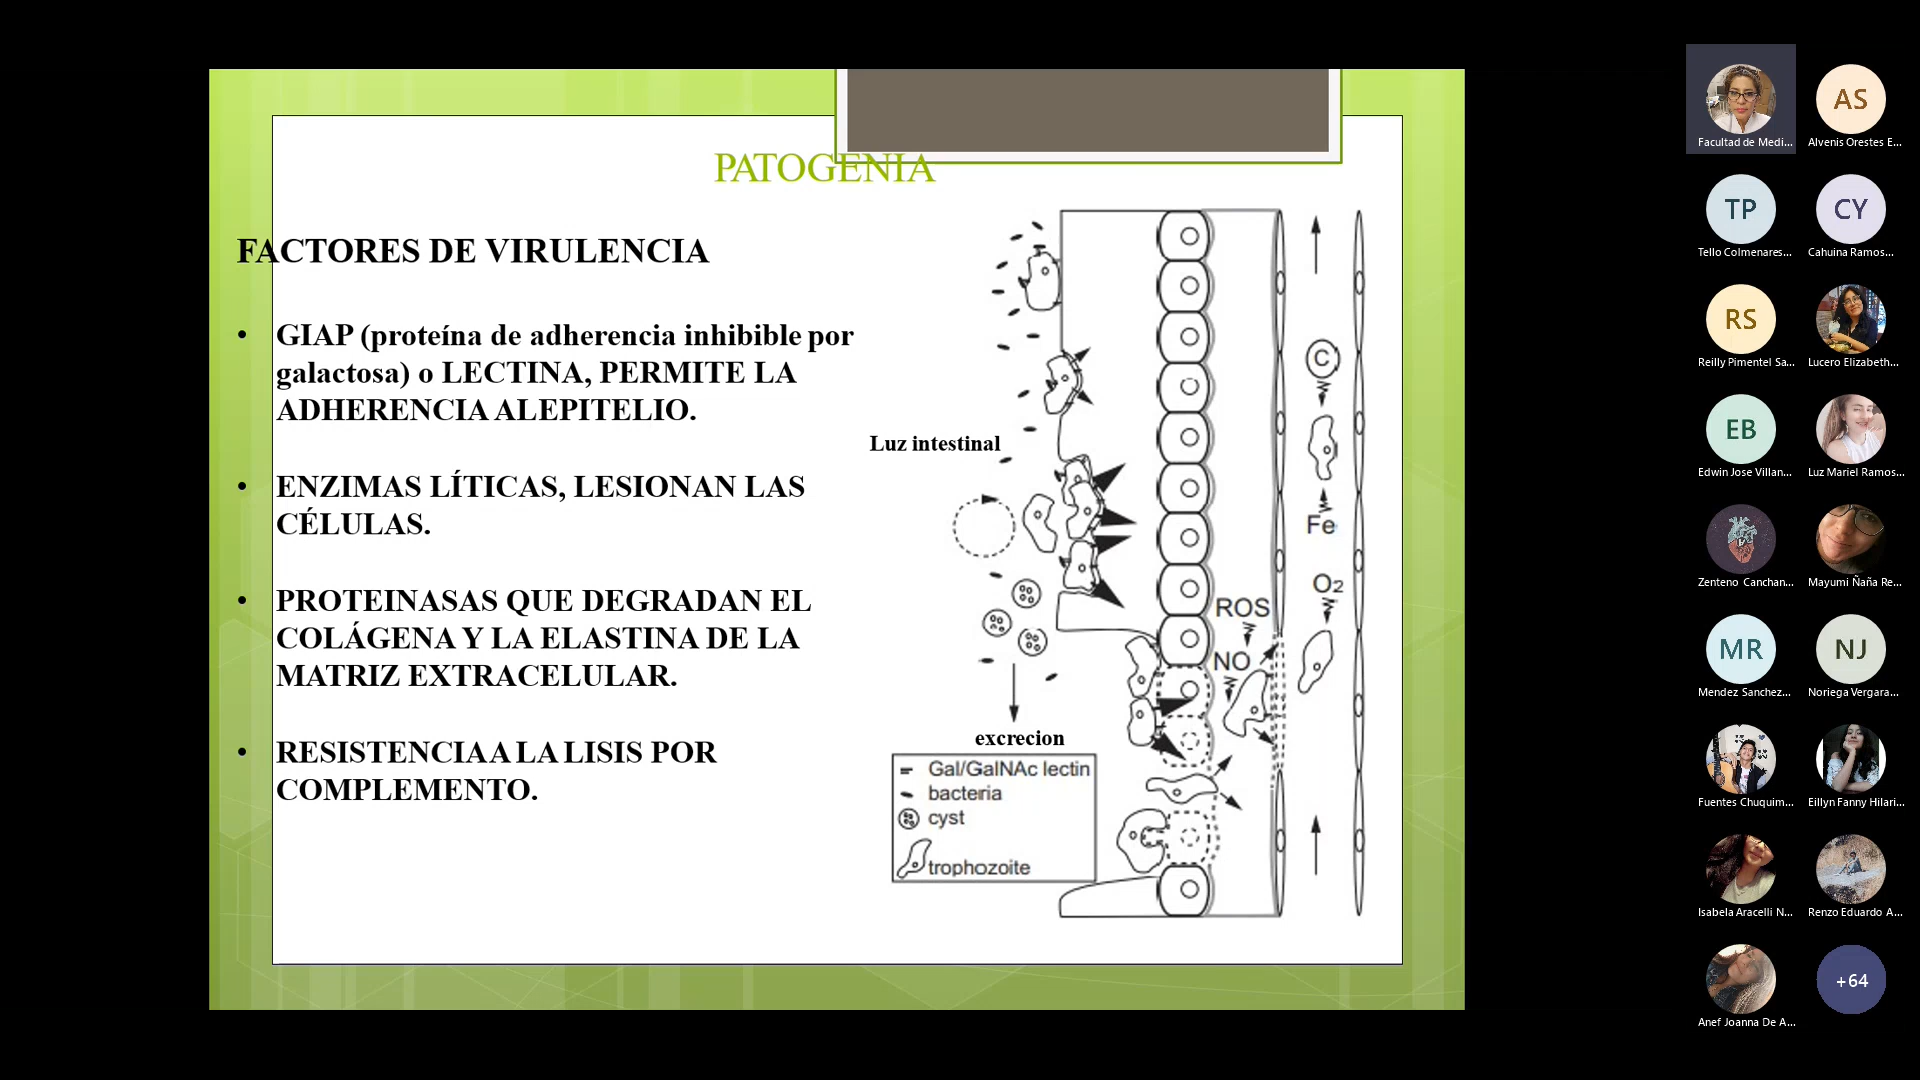 PATOGENIA
FACTORES DE VIRULENCIA
• GIAP (proteína de adherencia inhibible por
galactosa) o LECTINA, PERMITE LA
ADHERENCIA AL EPITELIO.
• ENZIMAS LÍTICAS, LESIONAN LAS
CÉLULAS.
• PROTEINASAS QUE DEGRADAN EL
COLÁGENA Y LA ELASTINA DE LA
MATRIZ EXTRACELULAR.
• RESISTENCIA A LA LISIS POR
COMPLEMENTO.
Luz intestinal
excrecion
Gal/GalNAc lectin
bacteria
cyst
trophozoite
C
Fe
O2
ROS
NO
Facultad de Medi...
AS
Alvenis Orestes E...
TP
Tello Colmenares...
CY
Cahuina Ramos...
RS
Reilly Pimentel Sa...
Lucero Elizabeth...
EB
Edwin Jose Villan...
Luz Mariel Ramos...
Zenteno Canchan...
Mayumi Ñaña Re...
MR
Mendez Sanchez...
NJ
Noriega Vergara...
Fuentes Chuquim...
Eillyn Fanny Hilari...
Isabela Aracelli N...
Renzo Eduardo A...
Anef Joanna De A...
+64